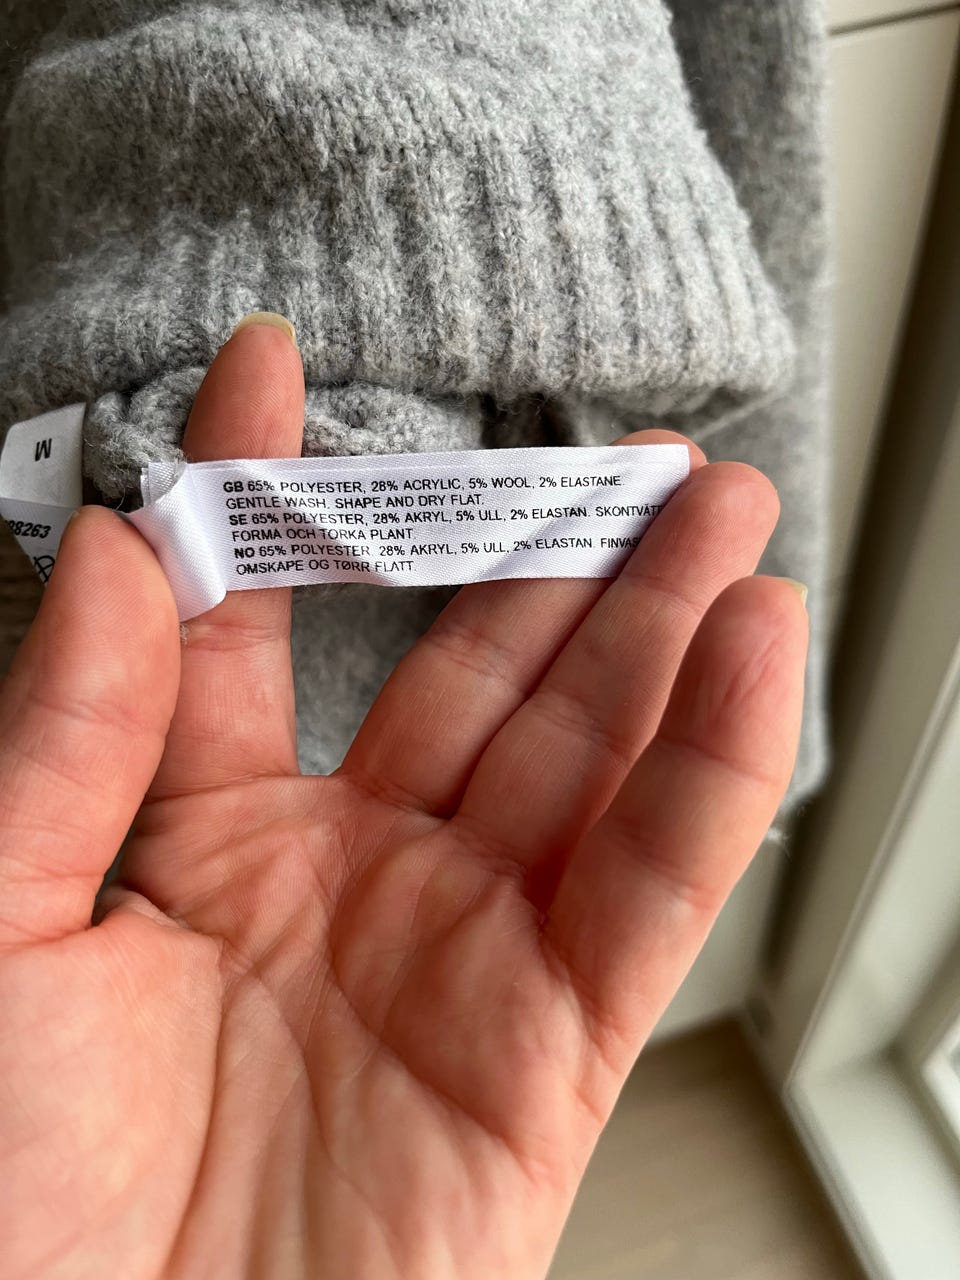 M
38263
GB 65% POLYESTER, 28% ACRYLIC, 5% WOOL, 2% ELASTANE.
GENTLE WASH. SHAPE AND DRY FLAT.
SE 65% POLYESTER, 28% AKRYL, 5% ULL, 2% ELASTAN. SKONTVÄTT
FORMA OCH TORKA PLANT
NO 65% POLYESTER. 28% AKRYL, 5% ULL, 2% ELASTAN. FINVAS
OMSKAPE OG TØRR FLATT.